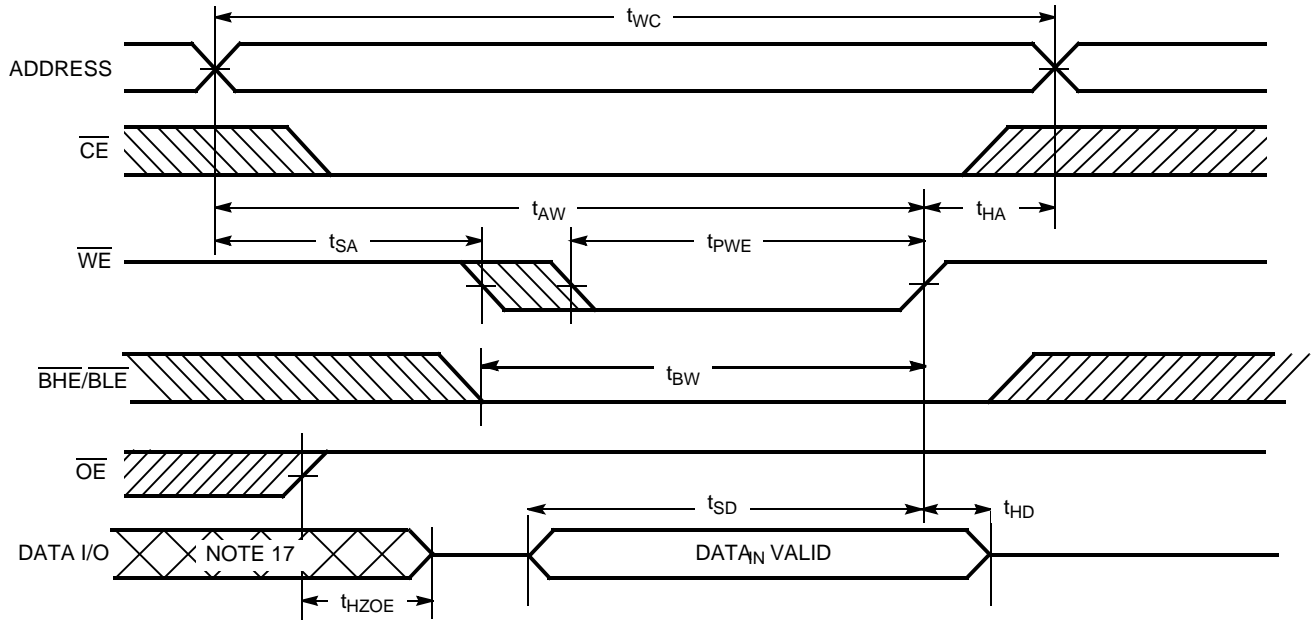 tWC
ADDRESS
CE
tAW
tHA
tSA
tPWE
WE
tBW
BHE/BLE
OE
tSD
tHD
DATA I/O
NOTE 17
DATAIN VALID
tHZOE